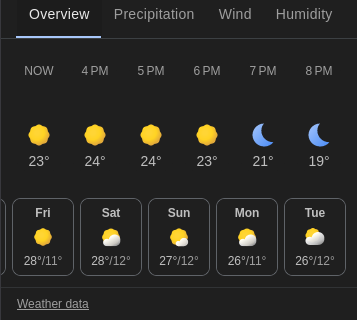 Overview Precipitation Wind Humidity
NOW 4 PM 5 PM 6 PM 7 PM 8 PM
23° 24° 24° 23° 21° 19°
Fri Sat Sun Mon Tue
28°/11° 28°/12° 27°/12° 26°/11° 26°/12°
Weather data